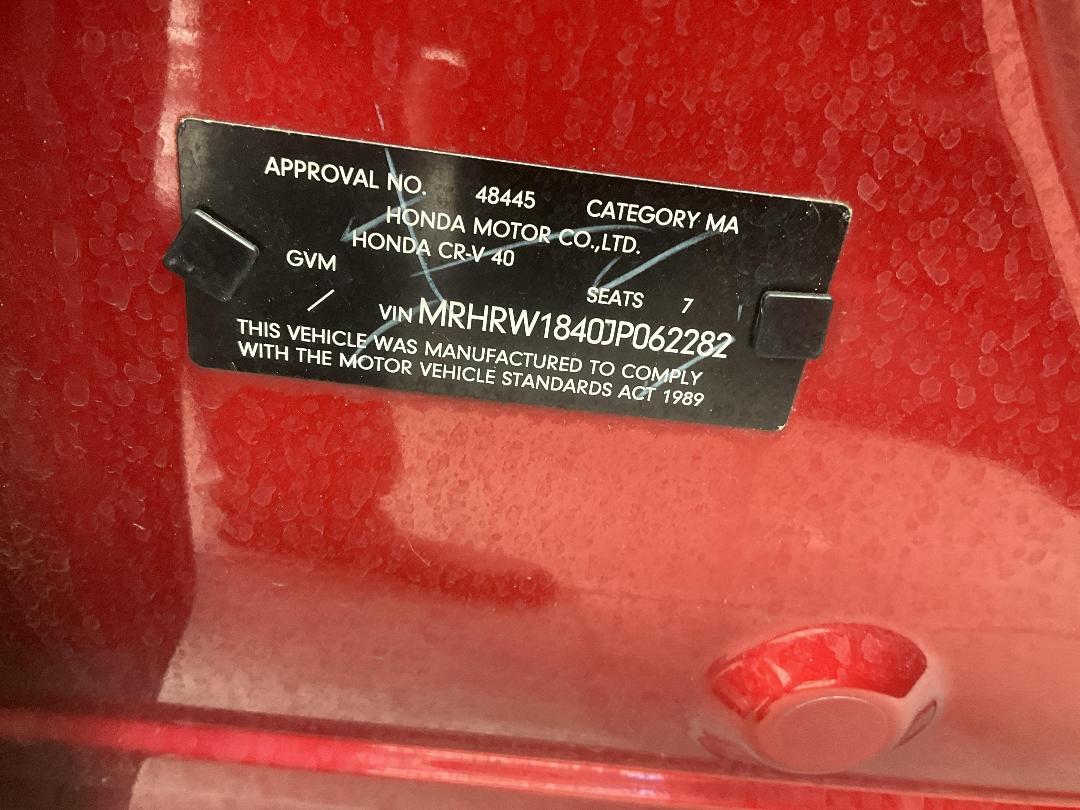 APPROVAL NO. 48445 CATEGORY MA
HONDA MOTOR CO.,LTD.
HONDA CR-V 40
GVM SEATS 7
/ VIN MRHRW1840JP062282
THIS VEHICLE WAS MANUFACTURED TO COMPLY
WITH THE MOTOR VEHICLE STANDARDS ACT 1989